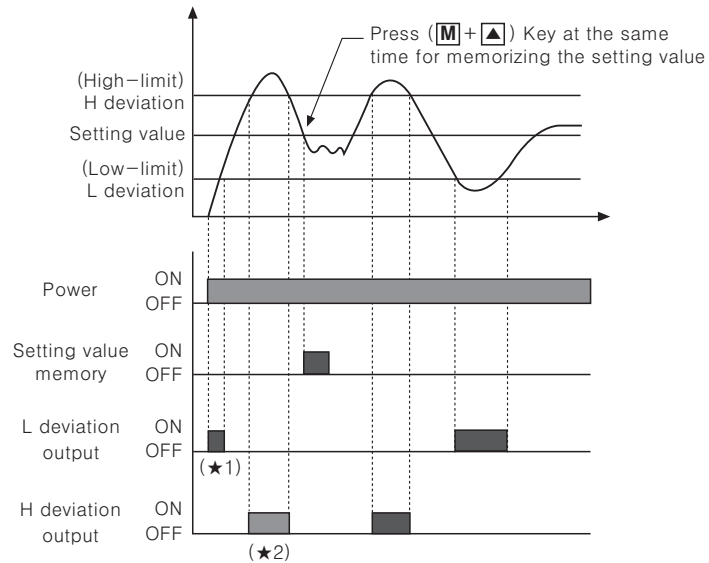 Press (M+▲) Key at the same
time for memorizing the setting value
(High-limit)
H deviation
Setting value
(Low-limit)
L deviation
Power
ON
OFF
Setting value
memory
ON
OFF
L deviation
output
ON
OFF
(★1)
H deviation
output
ON
OFF
(★2)